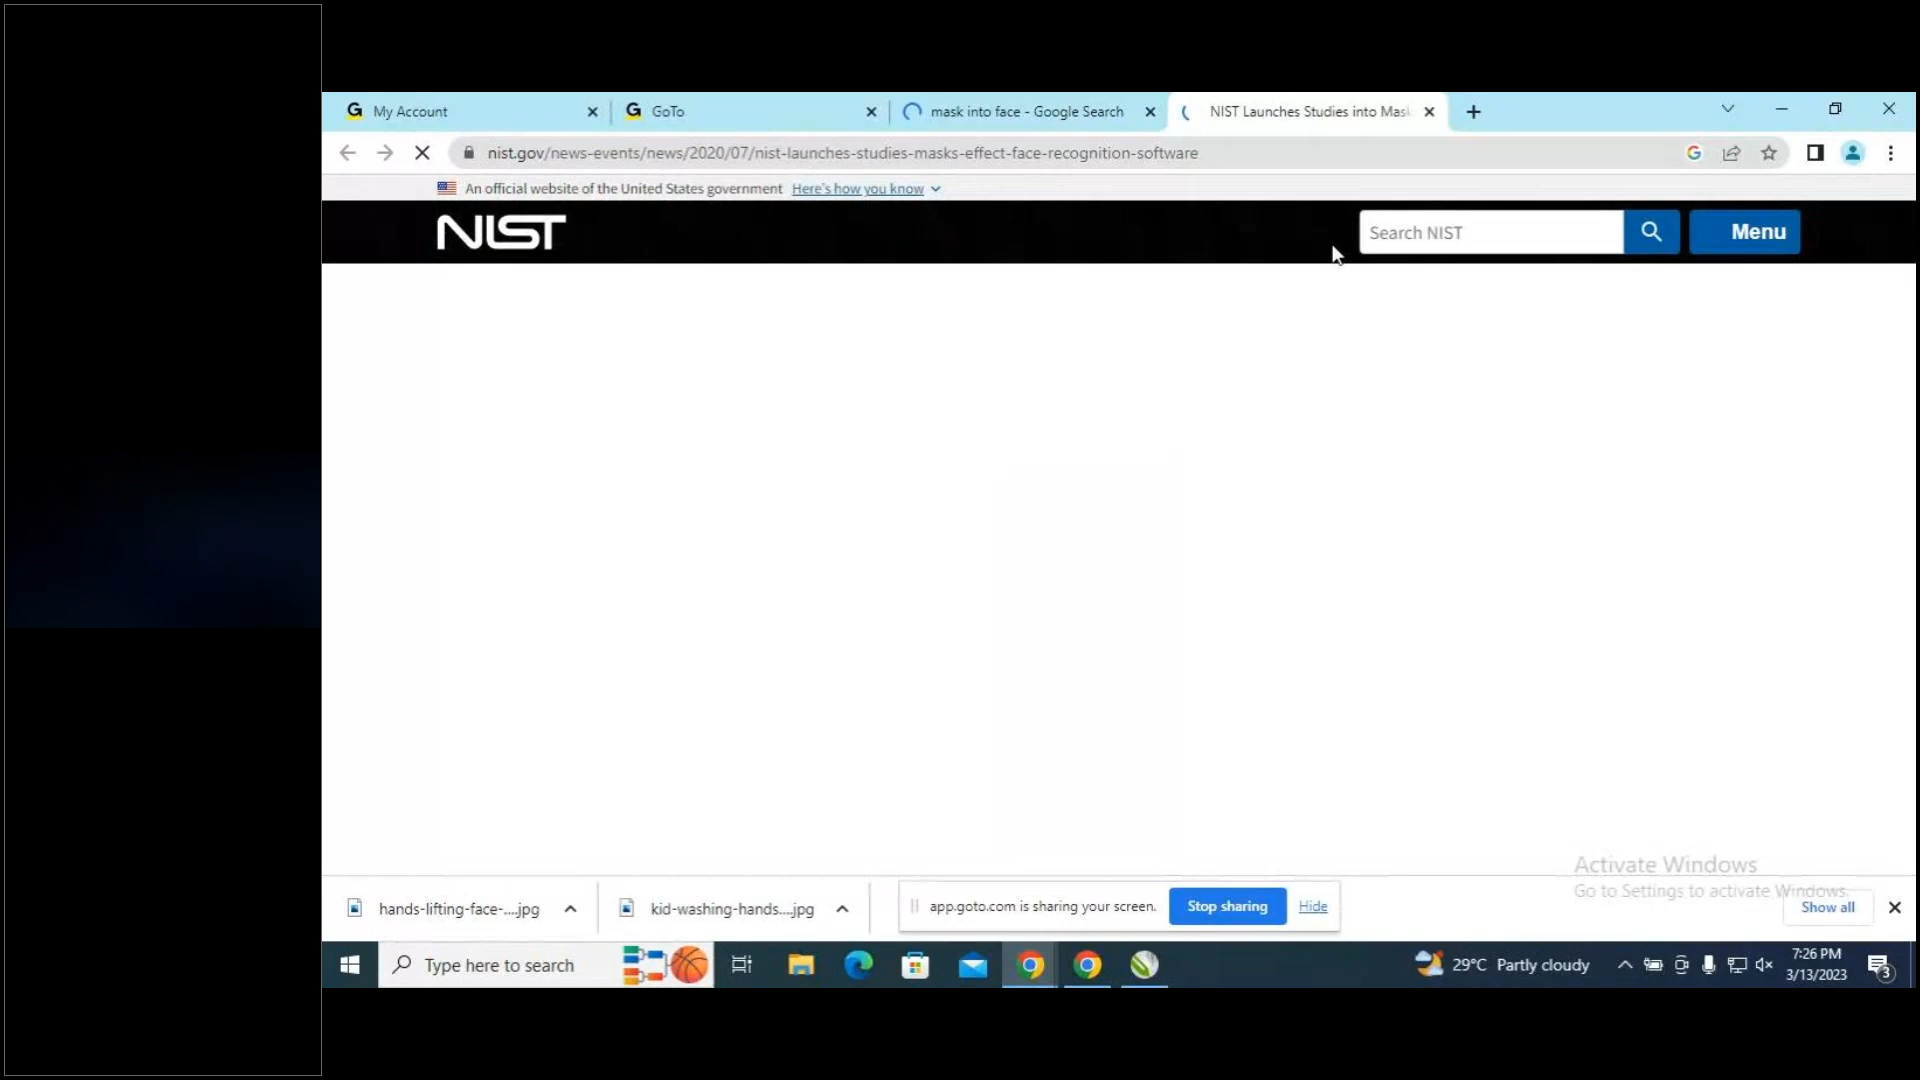 My Account
GoTo
mask into face - Google Search
NIST Launches Studies into Mas
nist.gov/news-events/news/2020/07/nist-launches-studies-masks-effect-face-recognition-software
An official website of the United States government Here's how you know
NIST
Search NIST
Menu
Activate Windows
Go to Settings to activate Windows.
hands-lifting-face-....jpg
kid-washing-hands....jpg
app.goto.com is sharing your screen.
Stop sharing
Hide
Show all
Type here to search
29°C Partly cloudy
7:26 PM
3/13/2023
3